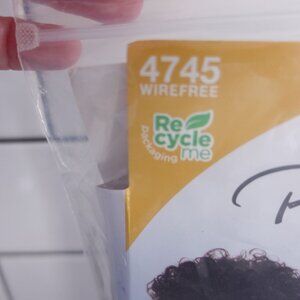 4745
WIREFREE
Re
cycle
me
Packaging